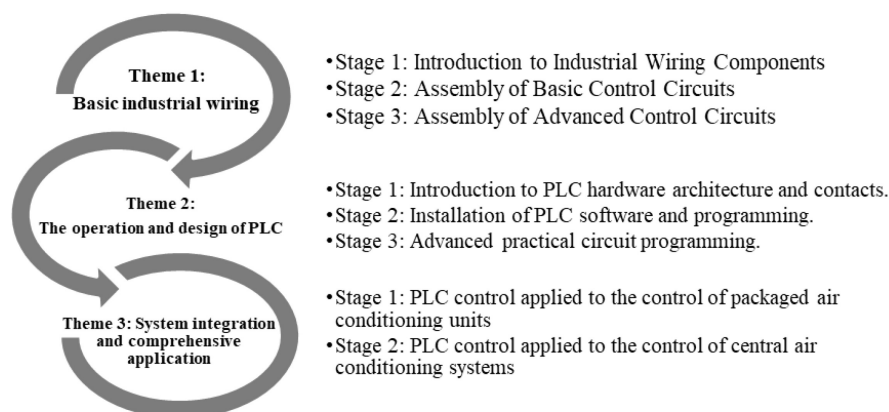 Theme 1:
Basic industrial wiring
•Stage 1: Introduction to Industrial Wiring Components
•Stage 2: Assembly of Basic Control Circuits
•Stage 3: Assembly of Advanced Control Circuits
Theme 2:
The operation and design of PLC
•Stage 1: Introduction to PLC hardware architecture and contacts.
•Stage 2: Installation of PLC software and programming.
•Stage 3: Advanced practical circuit programming.
Theme 3: System integration
and comprehensive
application
•Stage 1: PLC control applied to the control of packaged air
conditioning units
•Stage 2: PLC control applied to the control of central air
conditioning systems